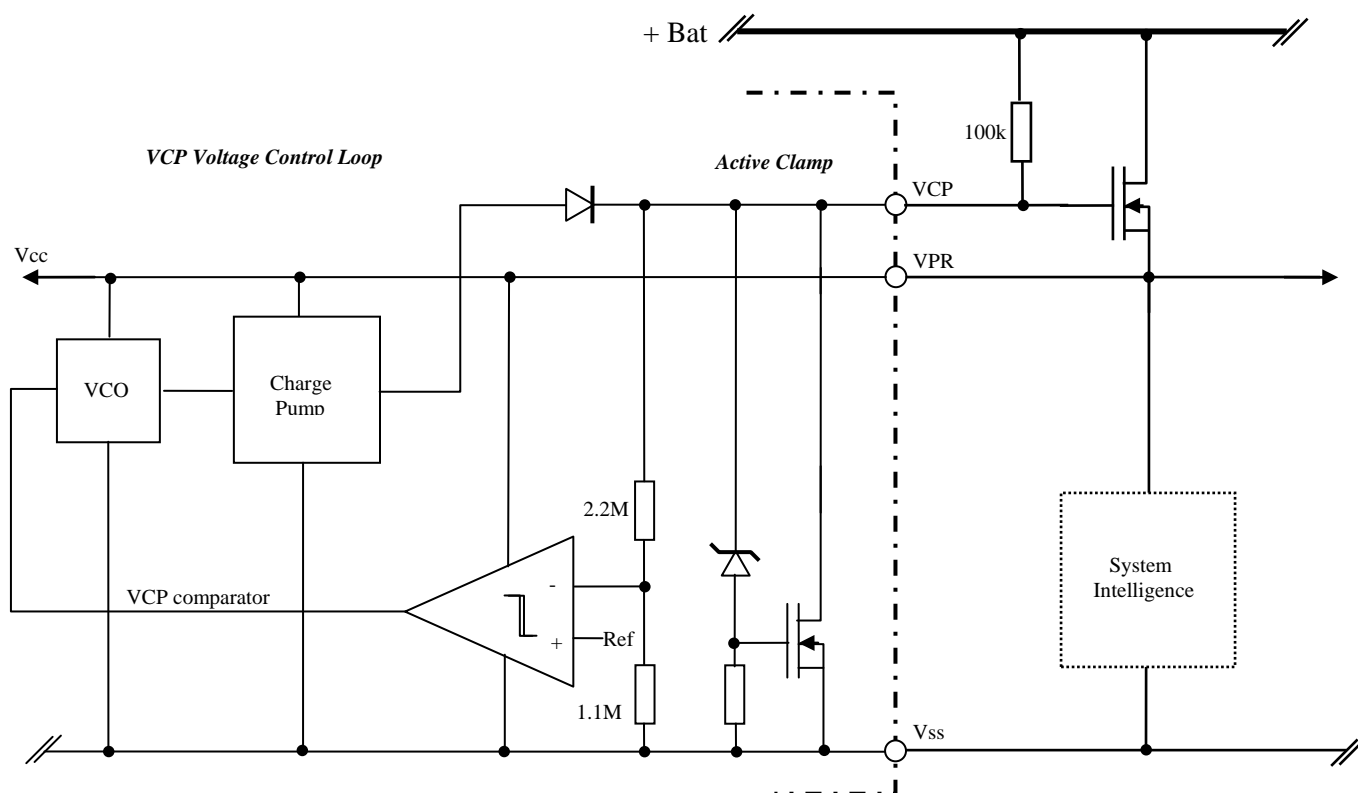 + Bat
100k
VCP Voltage Control Loop
Active Clamp
VCP
Vcc
VPR
VCO
Charge
Pump
2.2M
System
Intelligence
-
VCP comparator
+
Ref
1.1M
Vss